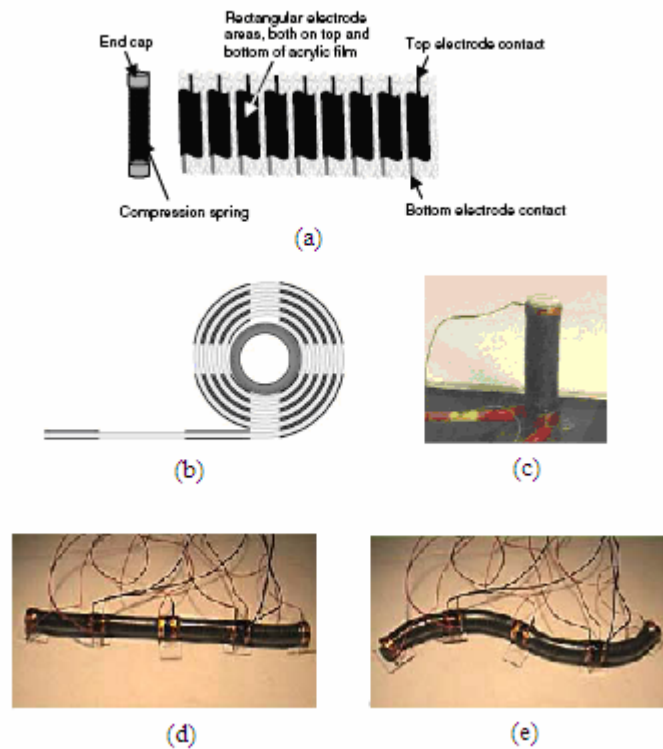 Rectangular electrode
areas, both on top and
bottom of acrylic film
End cap
Top electrode contact
Compression spring
Bottom electrode contact
(a)
(b)
(c)
(d)
(e)